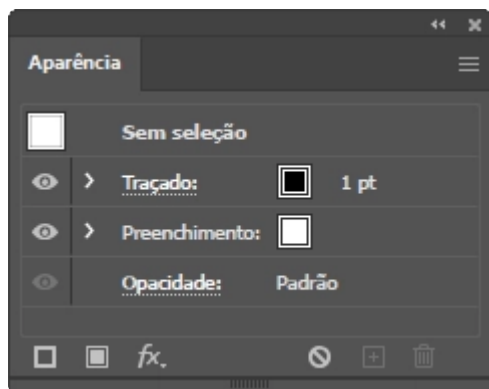 Aparência
Sem seleção
Traçado: 1 pt
Preenchimento:
Opacidade: Padrão
fx.